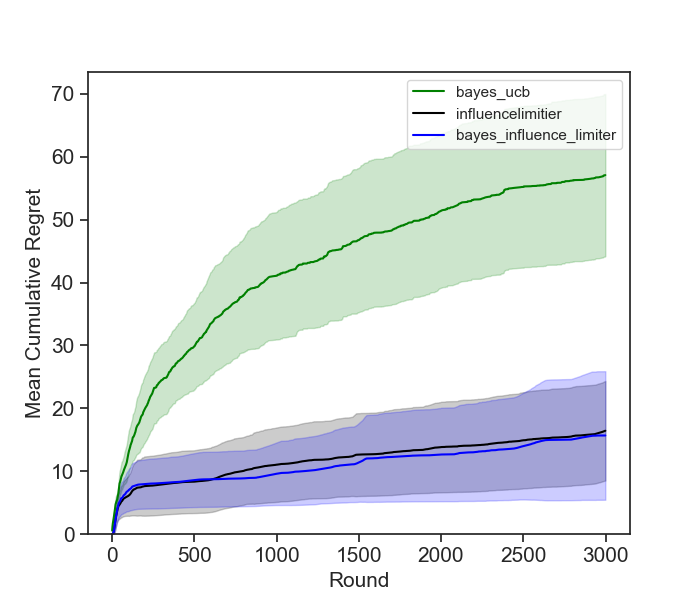 bayes_ucb
influencelimitier
bayes_influence_limiter
Mean Cumulative Regret
70
60
50
40
30
20
10
0
0 500 1000 1500 2000 2500 3000
Round